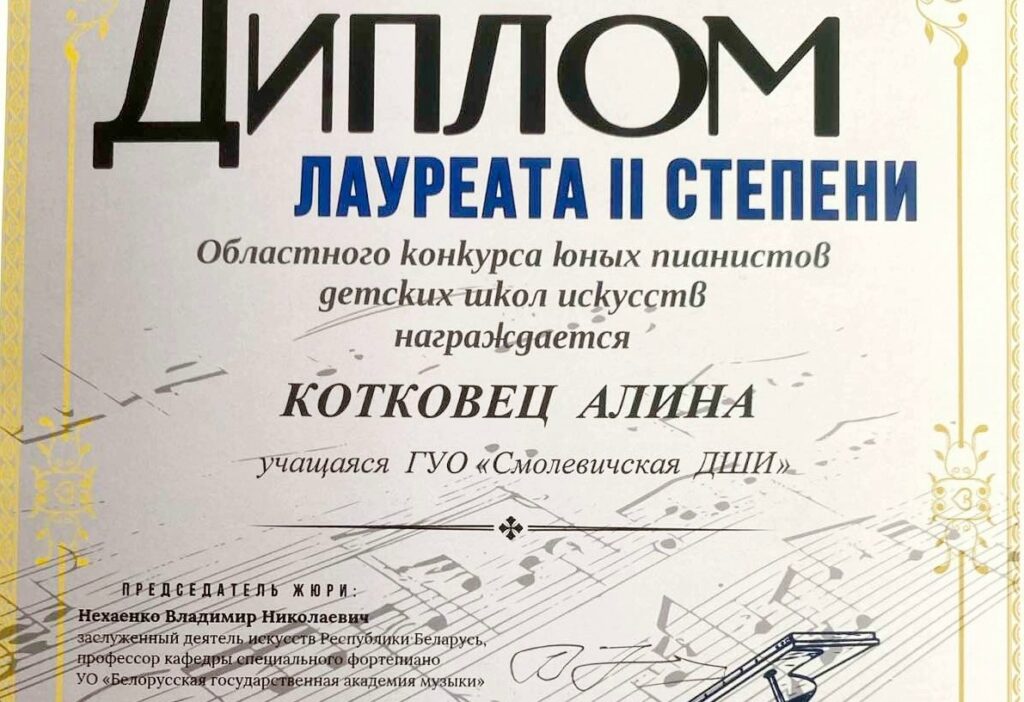 ДИПЛОМ
ЛАУРЕАТА II СТЕПЕНИ
Областного конкурса юных пианистов
детских школ искусств
награждается
КОТКОВЕЦ АЛИНА
учащаяся ГУО «Смолевичская ДШИ»
ПРЕДСЕДАТЕЛЬ ЖЮРИ:
Нехаенко Владимир Николаевич
заслуженный деятель искусств Республики Беларусь,
профессор кафедры специального фортепиано
УО «Белорусская государственная академия музыки»